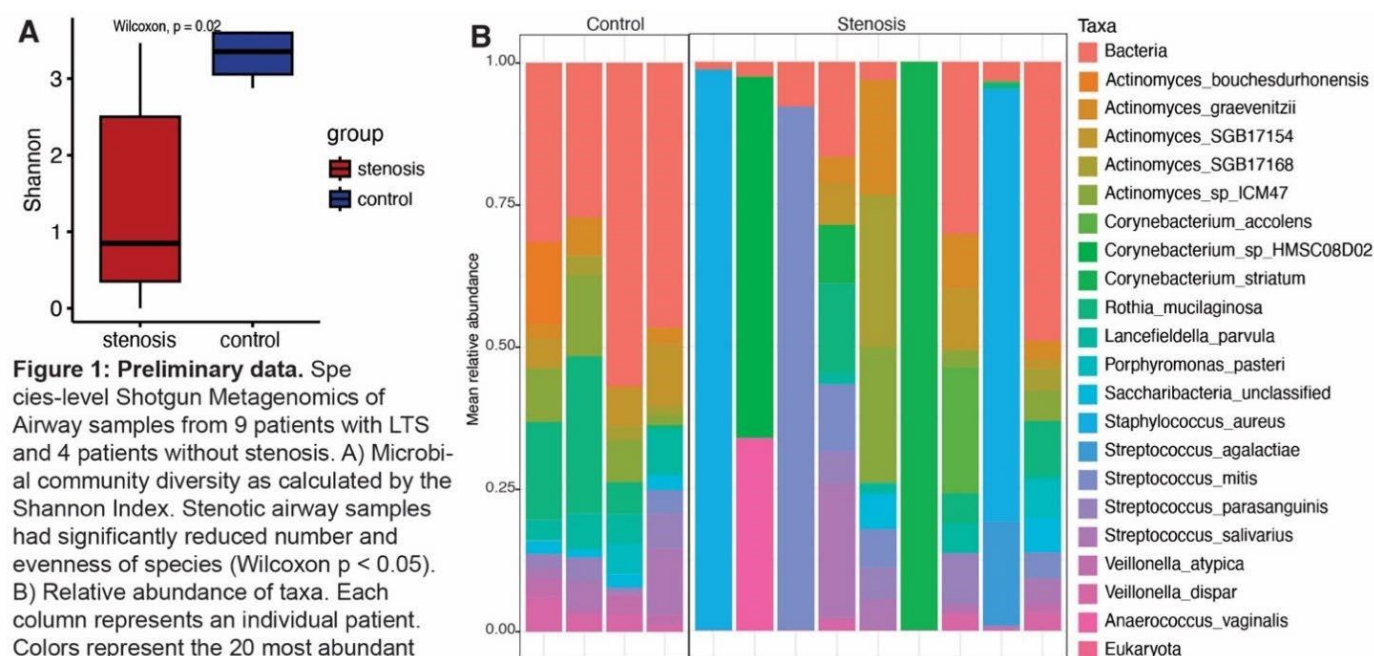 A
Wilcoxon, p = 0.02
3
2
1
0
Shannon
stenosis
control
group
stenosis
control
Figure 1: Preliminary data. Spe
cies-level Shotgun Metagenomics of
Airway samples from 9 patients with LTS
and 4 patients without stenosis. A) Microbi-
al community diversity as calculated by the
Shannon Index. Stenotic airway samples
had significantly reduced number and
evenness of species (Wilcoxon p < 0.05).
B) Relative abundance of taxa. Each
column represents an individual patient.
Colors represent the 20 most abundant
B
Control
Stenosis
1.00
0.75
0.50
0.25
0.00
Mean relative abundance
Taxa
Bacteria
Actinomyces_bouchesdurhonensis
Actinomyces_graevenitzii
Actinomyces_SGB17154
Actinomyces_SGB17168
Actinomyces_sp_ICM47
Corynebacterium_accolens
Corynebacterium_sp_HMSC08D02
Corynebacterium_striatum
Rothia_mucilaginosa
Lancefieldella_parvula
Porphyromonas_pasteri
Saccharibacteria_unclassified
Staphylococcus_aureus
Streptococcus_agalactiae
Streptococcus_mitis
Streptococcus_parasanguinis
Streptococcus_salivarius
Veillonella_atypica
Veillonella_dispar
Anaerococcus_vaginalis
Eukaryota